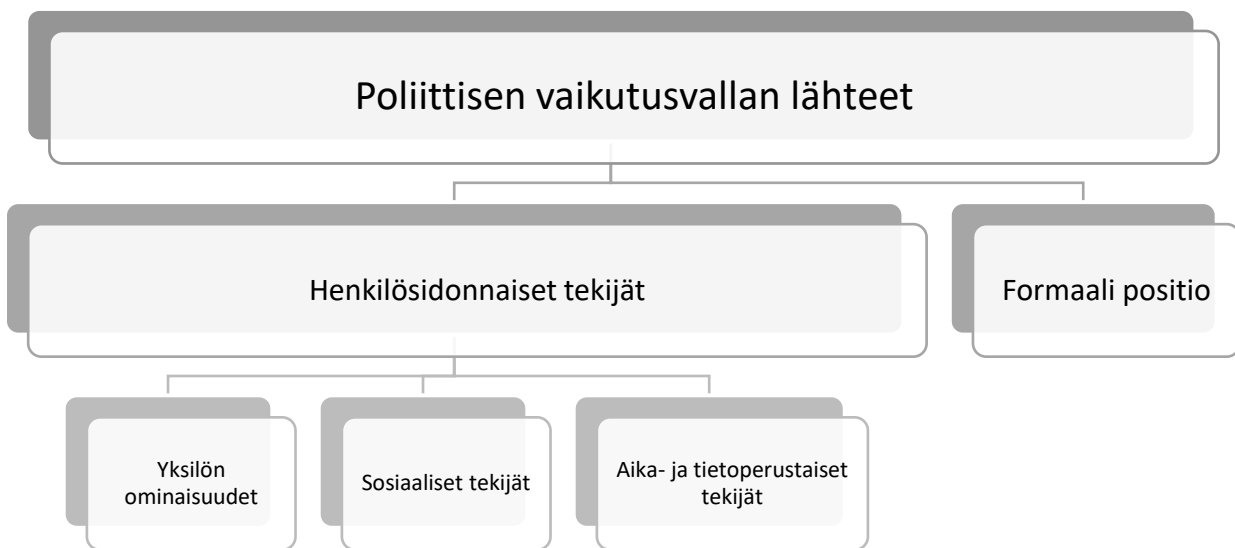 Poliittisen vaikutusvallan lähteet
Henkilösidonnaiset tekijät
Formaali positio
Yksilön
ominaisuudet
Sosiaaliset tekijät
Aika- ja tietoperustaiset
tekijät